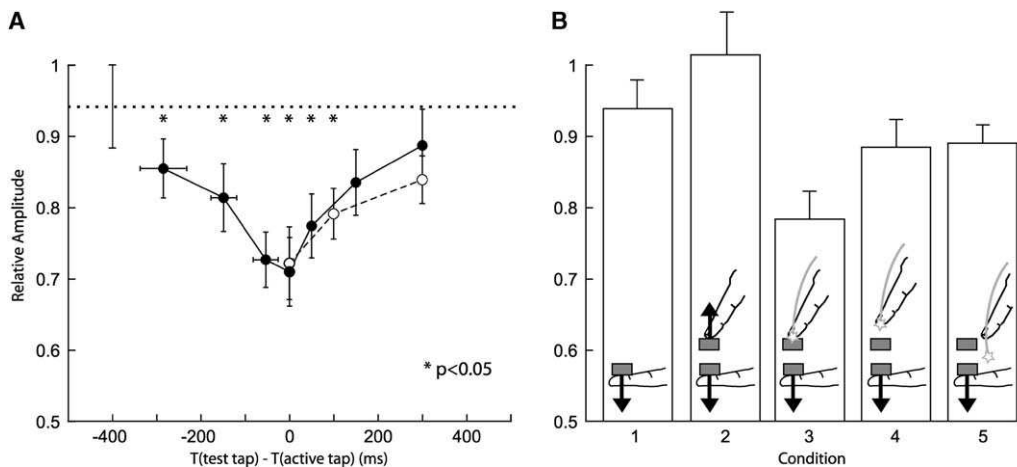 A
Relative Amplitude
1
0.9
0.8
0.7
0.6
0.5
* * * * * *
* p<0.05
-400 -200 0 200 400
T(test tap) - T(active tap) (ms)
B
1
0.9
0.8
0.7
0.6
0.5
1 2 3 4 5
Condition